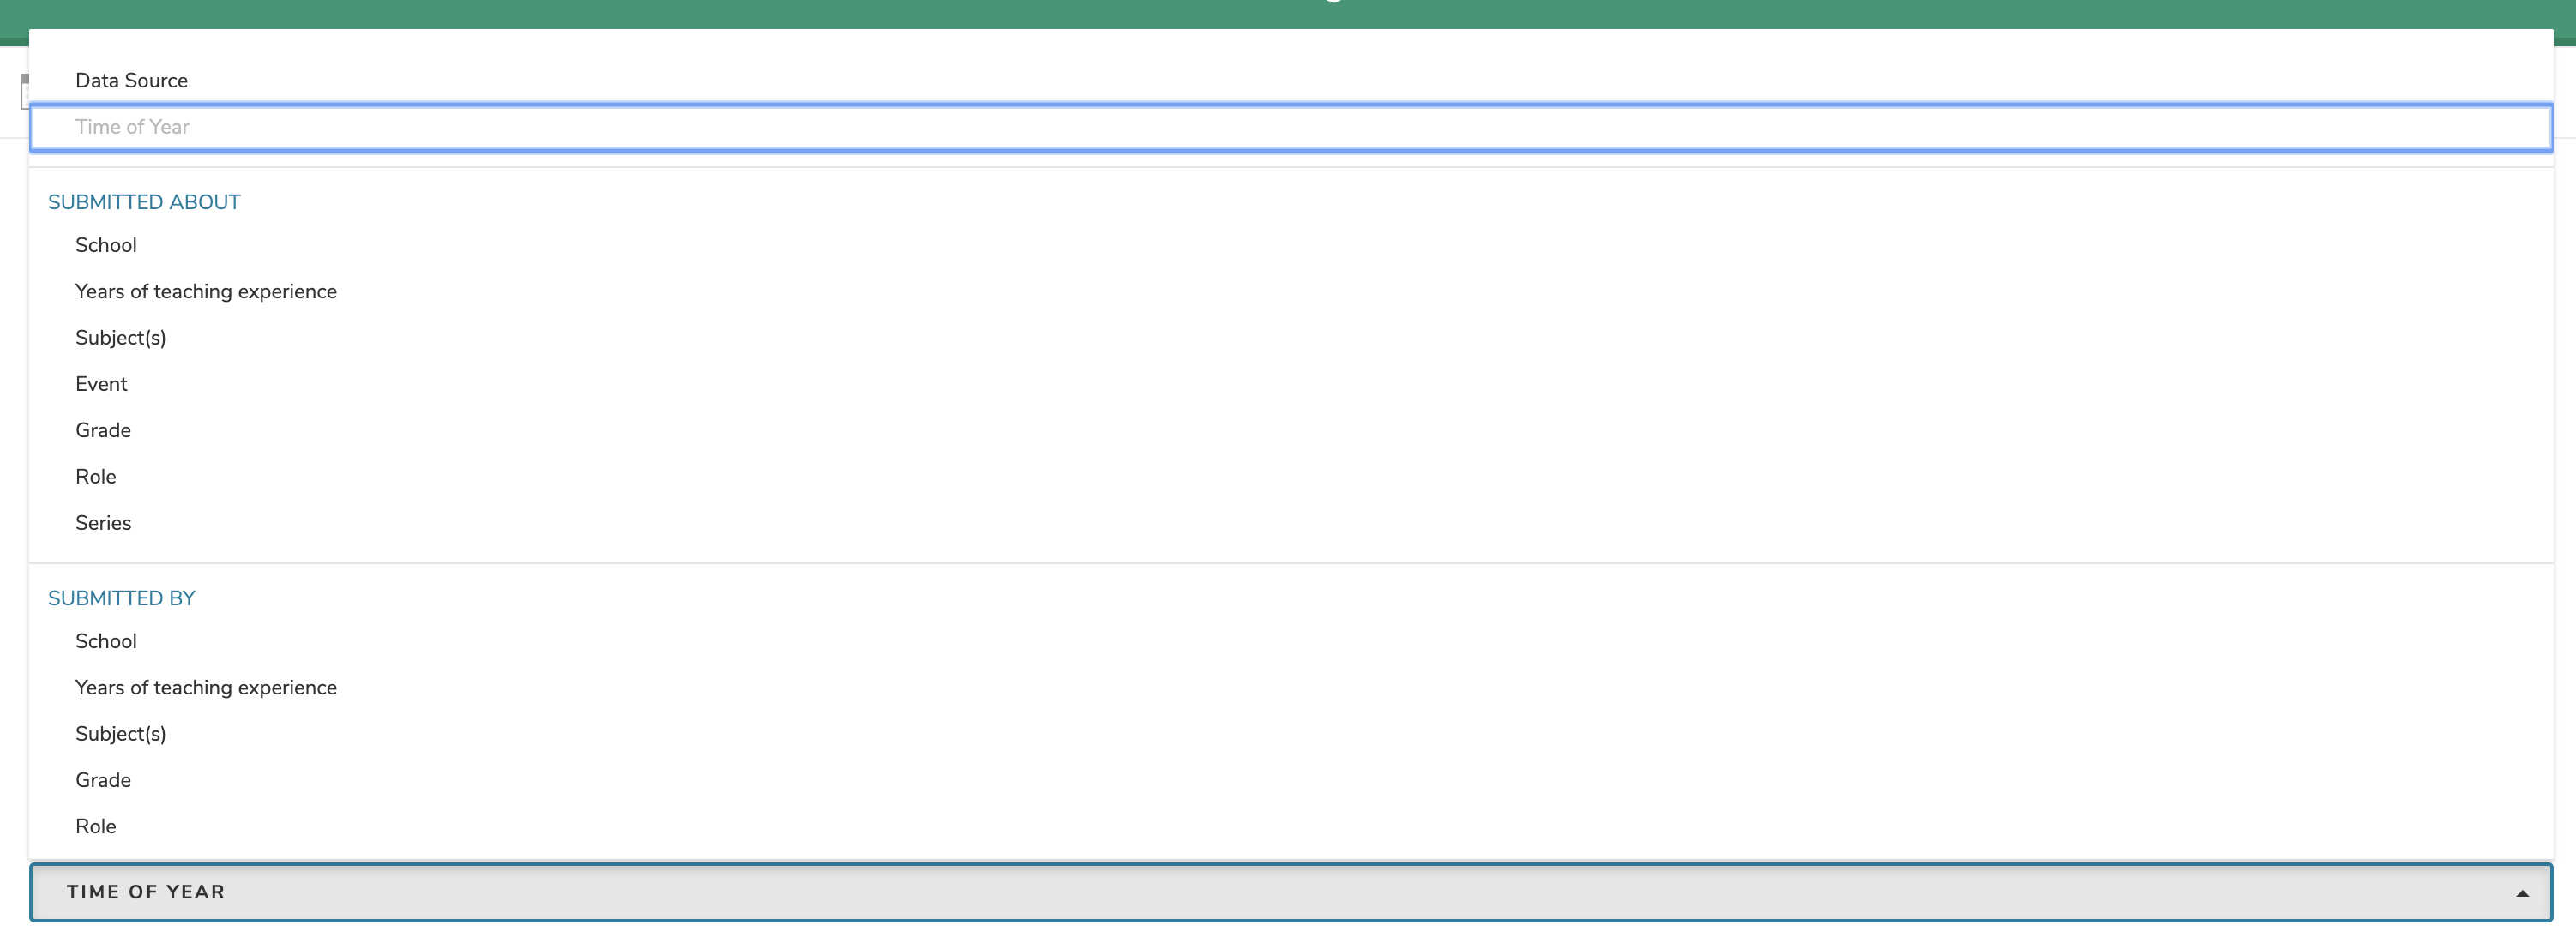 Data Source
Time of Year
SUBMITTED ABOUT
School
Years of teaching experience
Subject(s)
Event
Grade
Role
Series
SUBMITTED BY
School
Years of teaching experience
Subject(s)
Grade
Role
TIME OF YEAR